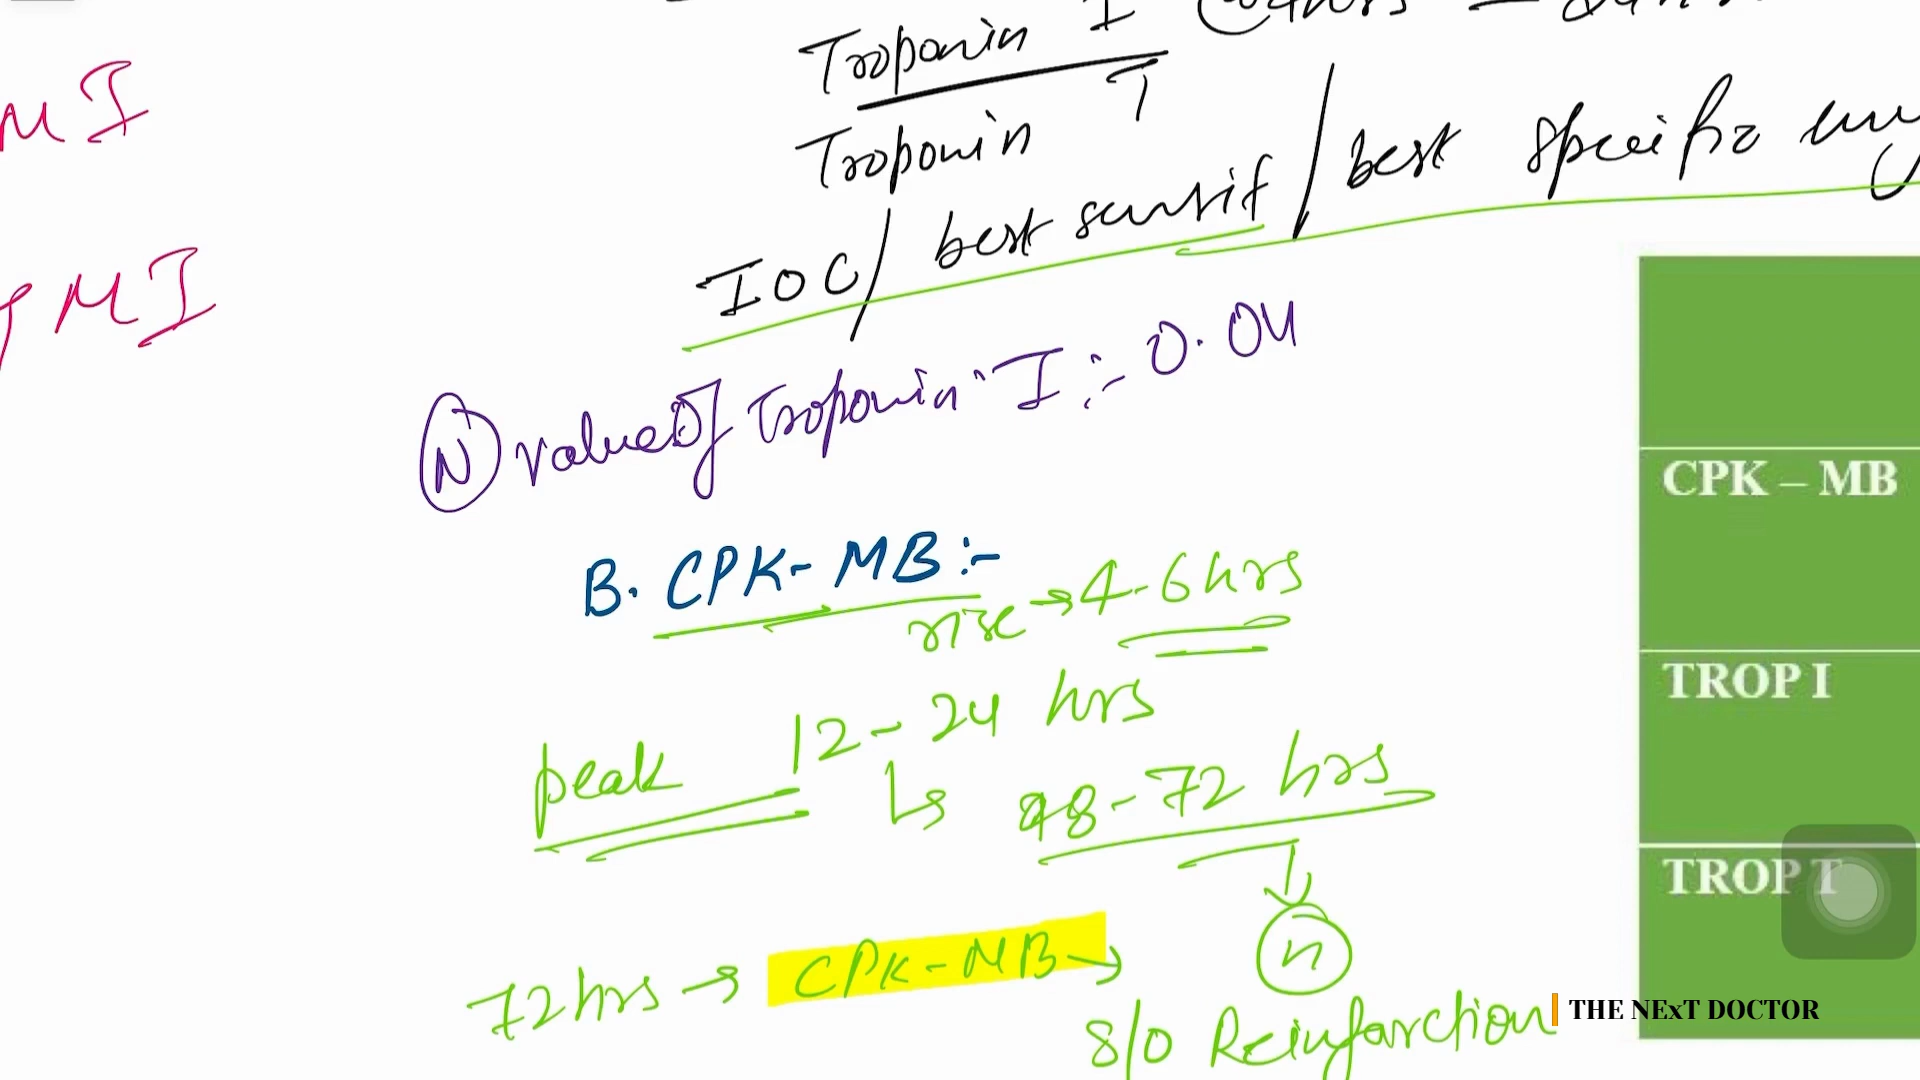 Troponin I
Troponin T
MI
MI
IOC/ best sensitif / best specific
(N) value of Troponin "I :- 0.04
B. CPK- MB :-
rise → 4-6 hrs
peak 12- 24 hrs
↳ 48-72 hrs
↓
(n)
72 hrs → CPK-MB →
S/O Reinfarction
CPK – MB
TROP I
TROP T
THE NExT DOCTOR